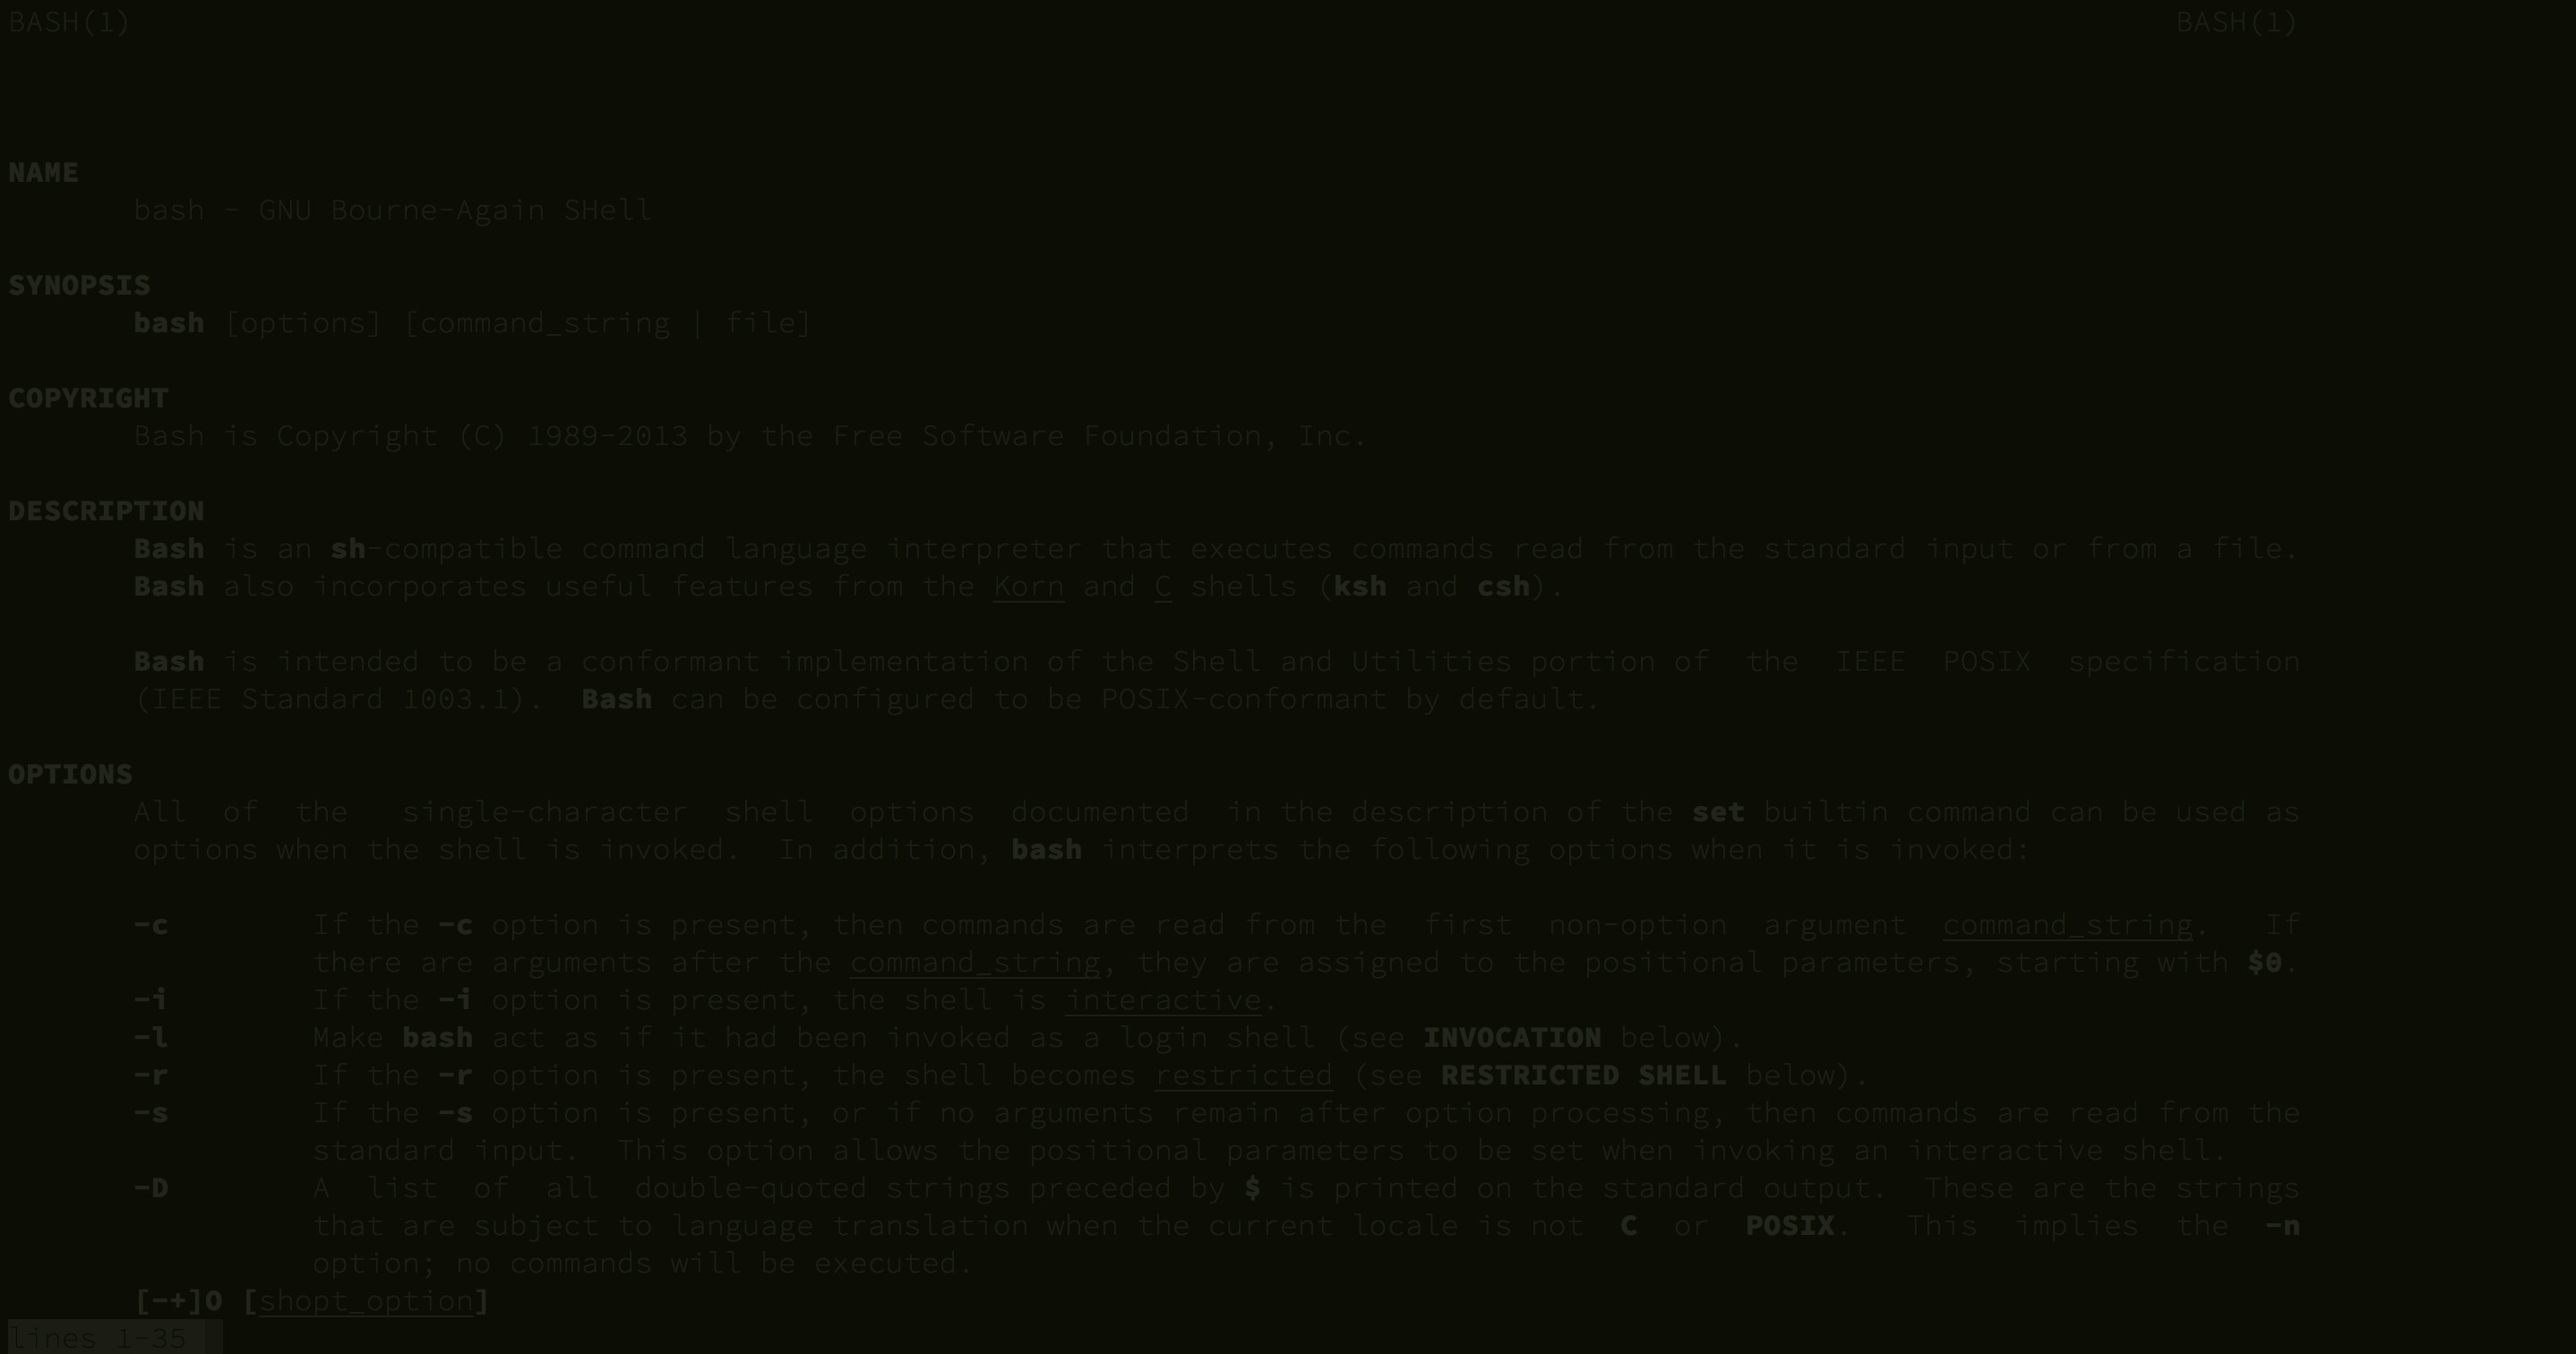 BASH(1) BASH(1)
NAME
bash - GNU Bourne-Again SHell
SYNOPSIS
bash [options] [command_string | file]
COPYRIGHT
Bash is Copyright (C) 1989-2013 by the Free Software Foundation, Inc.
DESCRIPTION
Bash is an sh-compatible command language interpreter that executes commands read from the standard input or from a file.
Bash also incorporates useful features from the Korn and C shells (ksh and csh).
Bash is intended to be a conformant implementation of the Shell and Utilities portion of the IEEE POSIX specification
(IEEE Standard 1003.1). Bash can be configured to be POSIX-conformant by default.
OPTIONS
All of the single-character shell options documented in the description of the set builtin command can be used as
options when the shell is invoked. In addition, bash interprets the following options when it is invoked:
-c If the -c option is present, then commands are read from the first non-option argument command_string. If
there are arguments after the command_string, they are assigned to the positional parameters, starting with $0.
-i If the -i option is present, the shell is interactive.
-l Make bash act as if it had been invoked as a login shell (see INVOCATION below).
-r If the -r option is present, the shell becomes restricted (see RESTRICTED SHELL below).
-s If the -s option is present, or if no arguments remain after option processing, then commands are read from the
standard input. This option allows the positional parameters to be set when invoking an interactive shell.
-D A list of all double-quoted strings preceded by $ is printed on the standard output. These are the strings
that are subject to language translation when the current locale is not C or POSIX. This implies the -n
option; no commands will be executed.
[-+]O [shopt_option]
lines 1-35